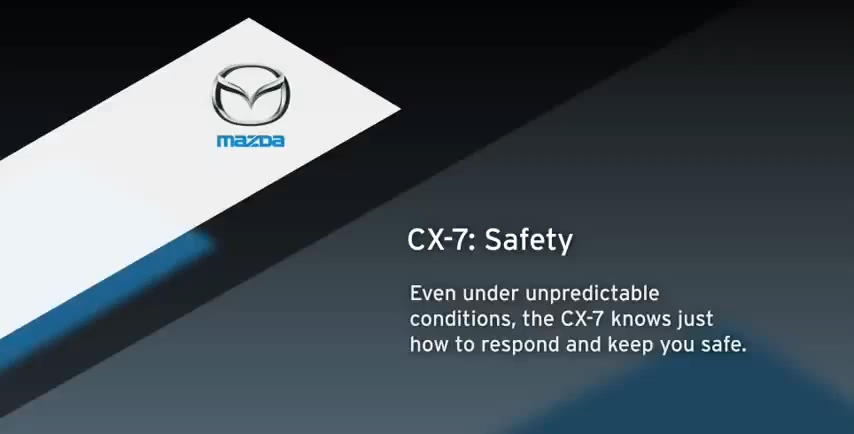 mazda
CX-7: Safety
Even under unpredictable
conditions, the CX-7 knows just
how to respond and keep you safe.